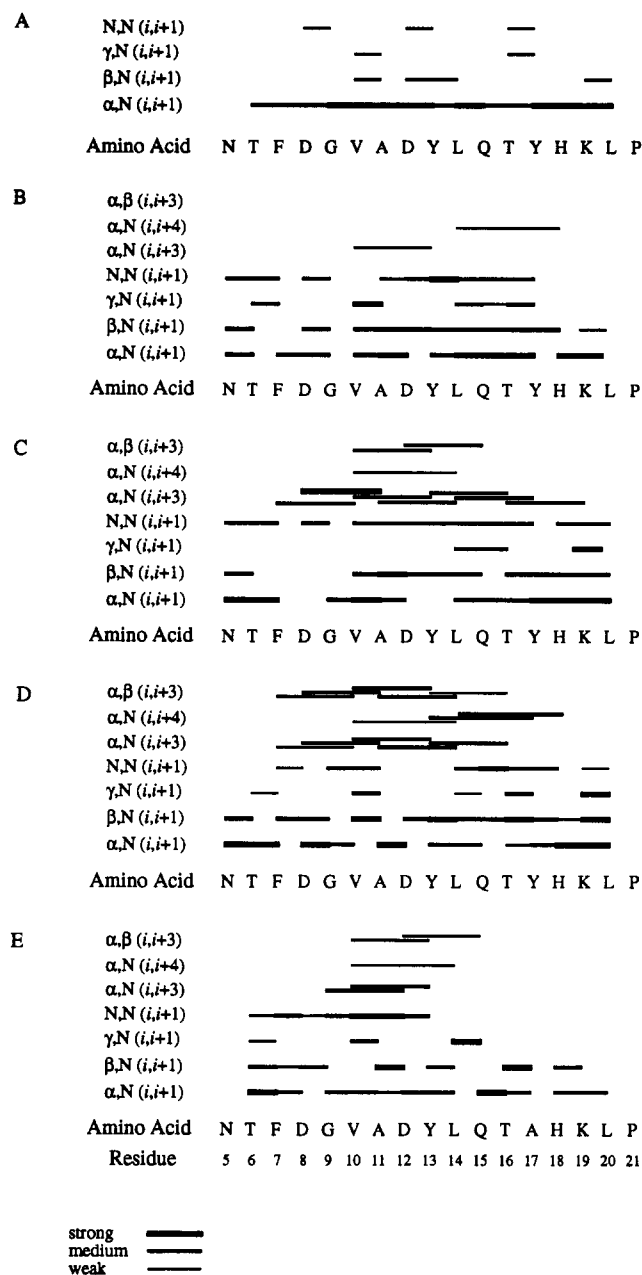 A
N,N (i,i+1)
γ,N (i,i+1)
β,N (i,i+1)
α,N (i,i+1)
Amino Acid N T F D G V A D Y L Q T Y H K L P
B
α,β (i,i+3)
α,N (i,i+4)
α,N (i,i+3)
N,N (i,i+1)
γ,N (i,i+1)
β,N (i,i+1)
α,N (i,i+1)
Amino Acid N T F D G V A D Y L Q T Y H K L P
C
α,β (i,i+3)
α,N (i,i+4)
α,N (i,i+3)
N,N (i,i+1)
γ,N (i,i+1)
β,N (i,i+1)
α,N (i,i+1)
Amino Acid N T F D G V A D Y L Q T Y H K L P
D
α,β (i,i+3)
α,N (i,i+4)
α,N (i,i+3)
N,N (i,i+1)
γ,N (i,i+1)
β,N (i,i+1)
α,N (i,i+1)
Amino Acid N T F D G V A D Y L Q T Y H K L P
E
α,β (i,i+3)
α,N (i,i+4)
α,N (i,i+3)
N,N (i,i+1)
γ,N (i,i+1)
β,N (i,i+1)
α,N (i,i+1)
Amino Acid N T F D G V A D Y L Q T A H K L P
Residue 5 6 7 8 9 10 11 12 13 14 15 16 17 18 19 20 21
strong
medium
weak